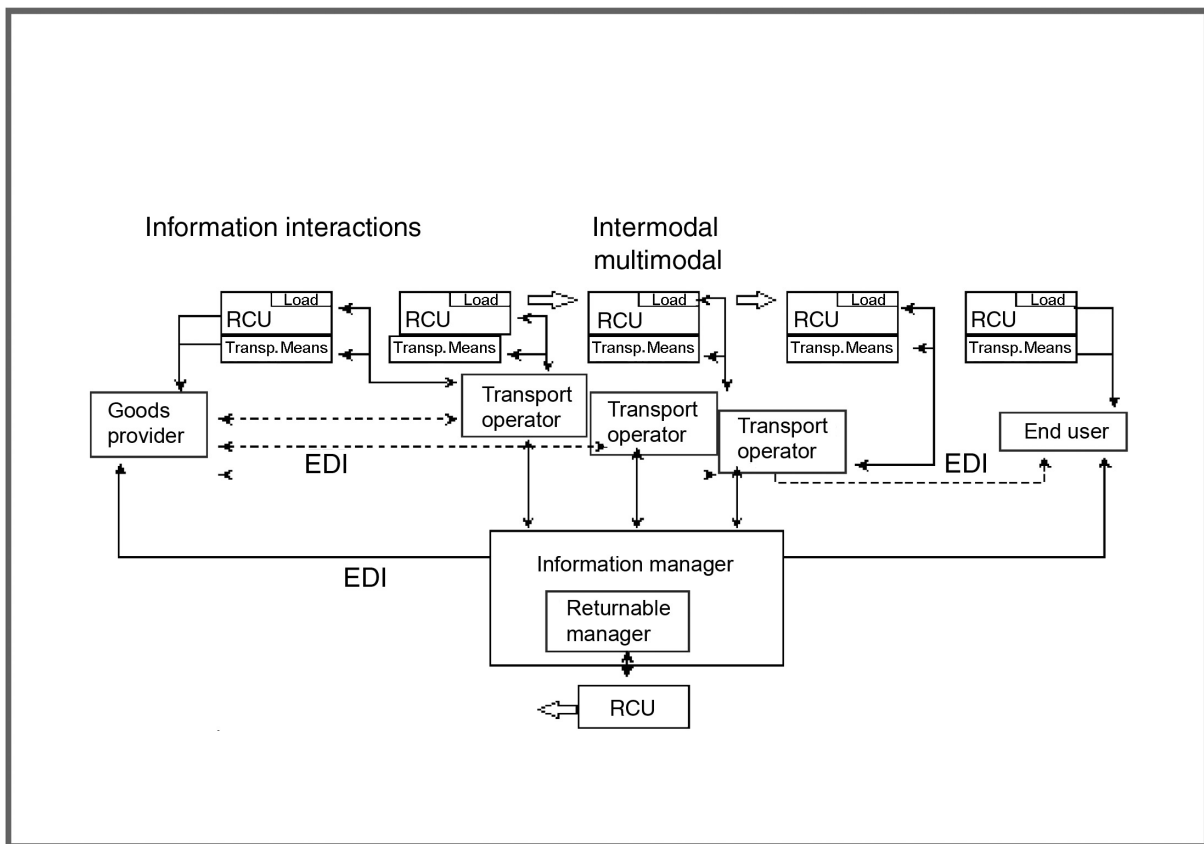 Information interactions
Intermodal
multimodal
Load
RCU
Transp. Means
Load
RCU
Transp. Means
Load
RCU
Transp. Means
Load
RCU
Transp. Means
Load
RCU
Transp. Means
Goods
provider
Transport
operator
Transport
operator
Transport
operator
End user
EDI
EDI
EDI
Information manager
Returnable
manager
RCU